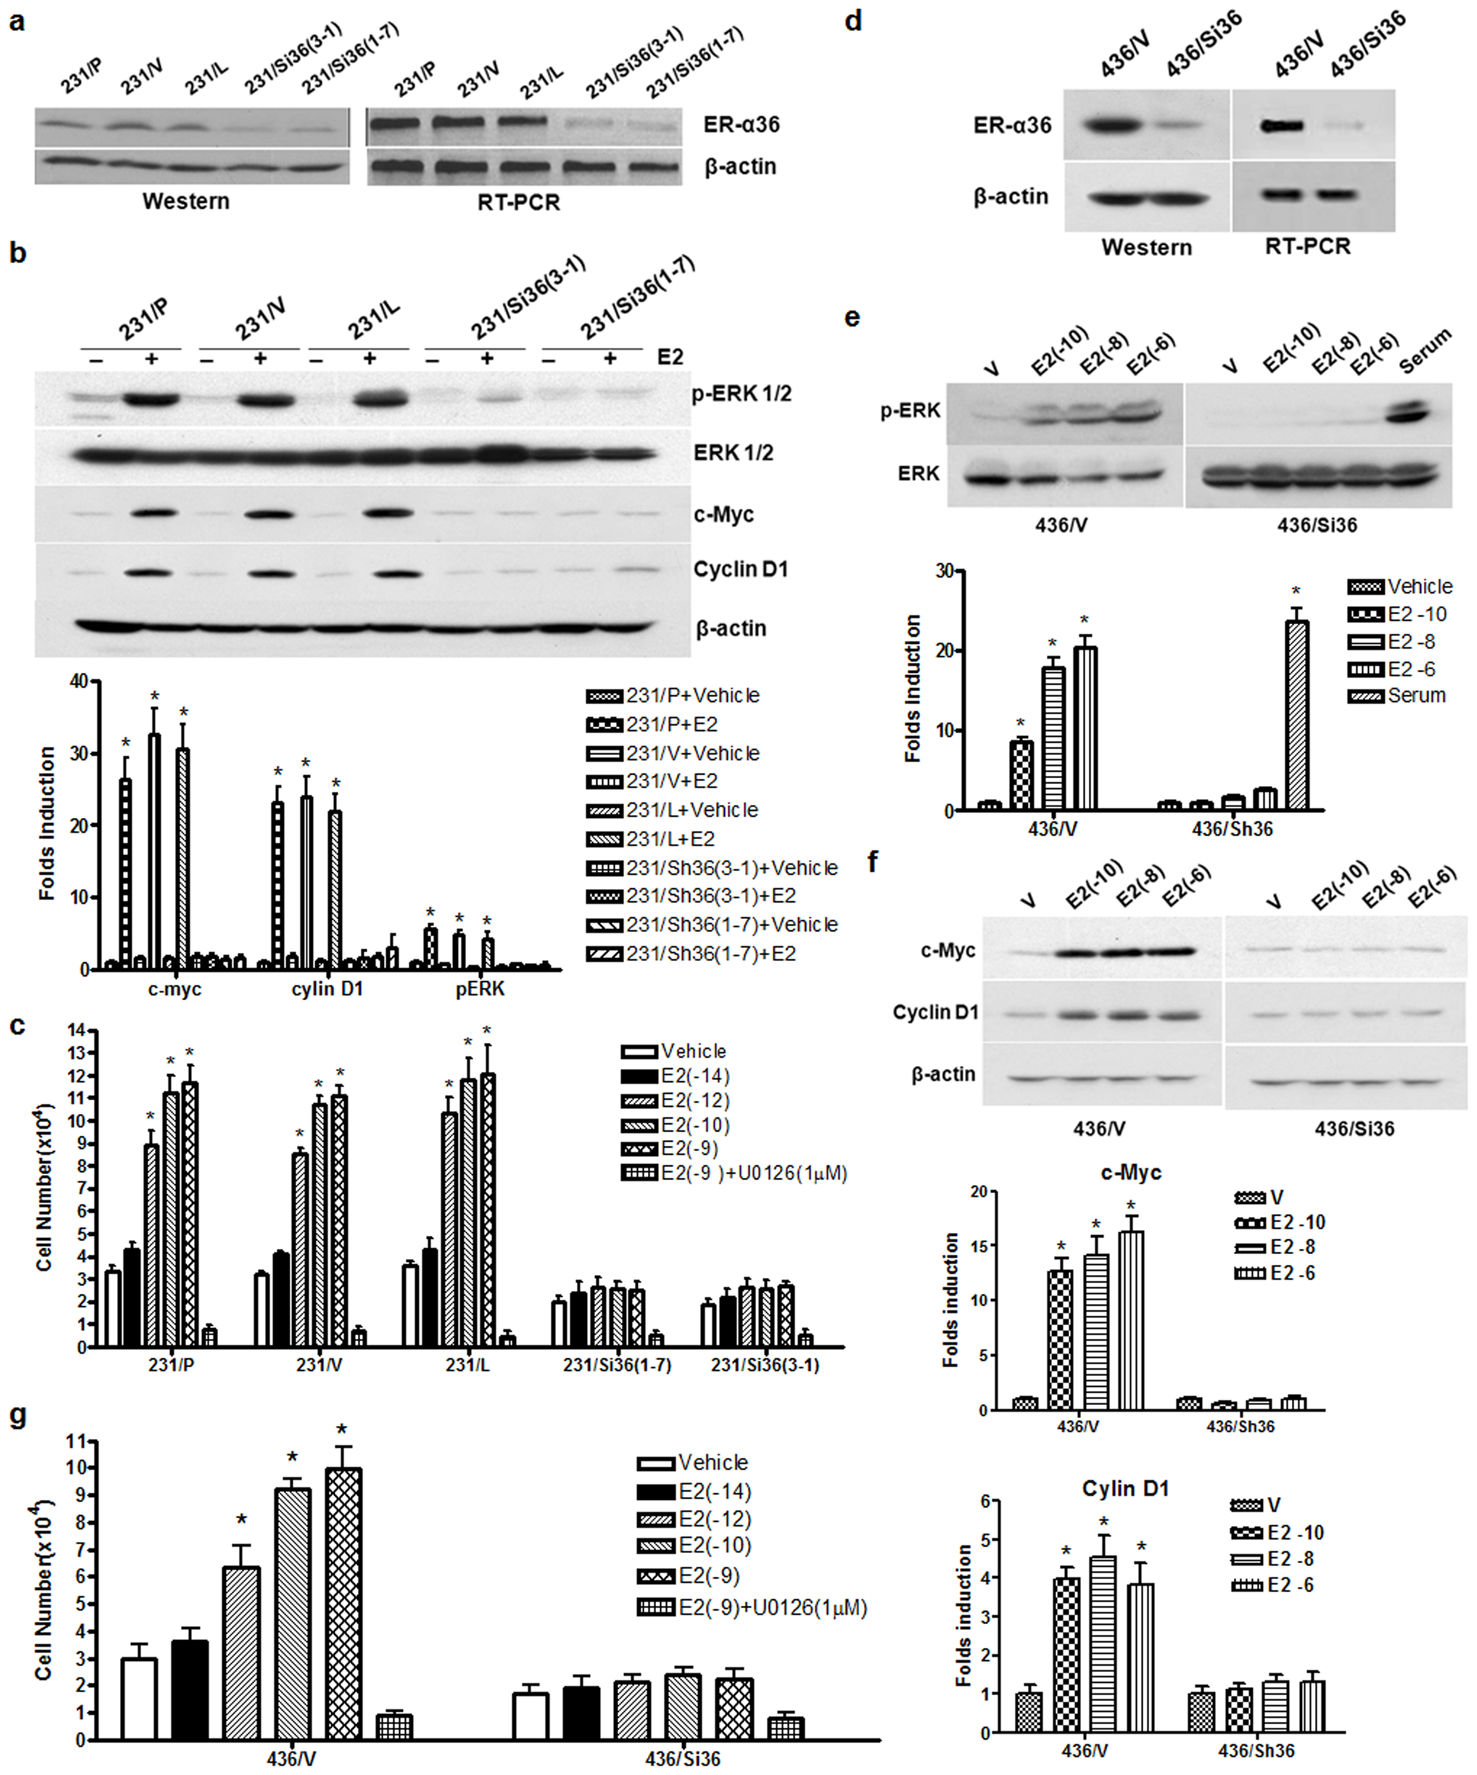 a
231/P
231/V
231/L
231/Si36(3-1)
231/Si36(1-7)
231/P
231/V
231/L
231/Si36(3-1)
231/Si36(1-7)
ER-α36
β-actin
Western
RT-PCR
b
231/P
231/V
231/L
231/Si36(3-1)
231/Si36(1-7)
– + – + – + – + – + E2
p-ERK 1/2
ERK 1/2
c-Myc
Cyclin D1
β-actin
40
30
20
10
0
Folds Induction
* * *
* * *
* * *
c-myc
cylin D1
pERK
231/P+Vehicle
231/P+E2
231/V+Vehicle
231/V+E2
231/L+Vehicle
231/L+E2
231/Sh36(3-1)+Vehicle
231/Sh36(3-1)+E2
231/Sh36(1-7)+Vehicle
231/Sh36(1-7)+E2
c
14
13
12
11
10
9
8
7
6
5
4
3
2
1
0
Cell Number(x10⁴)
* * *
* * *
* * *
231/P
231/V
231/L
231/Si36(1-7)
231/Si36(3-1)
Vehicle
E2(-14)
E2(-12)
E2(-10)
E2(-9)
E2(-9 )+U0126(1μM)
d
436/V
436/Si36
436/V
436/Si36
ER-α36
β-actin
Western
RT-PCR
e
V
E2(-10)
E2(-8)
E2(-6)
V
E2(-10)
E2(-8)
E2(-6)
Serum
p-ERK
ERK
436/V
436/Si36
30
20
10
0
Folds Induction
* * *
*
436/V
436/Sh36
Vehicle
E2 -10
E2 -8
E2 -6
Serum
f
V
E2(-10)
E2(-8)
E2(-6)
V
E2(-10)
E2(-8)
E2(-6)
c-Myc
Cyclin D1
β-actin
436/V
436/Si36
c-Myc
20
15
10
5
0
Folds induction
* * *
436/V
436/Sh36
V
E2 -10
E2 -8
E2 -6
Cylin D1
6
5
4
3
2
1
0
Folds induction
* * *
436/V
436/Sh36
V
E2 -10
E2 -8
E2 -6
g
11
10
9
8
7
6
5
4
3
2
1
0
Cell Number(x10⁴)
* * *
436/V
436/Si36
Vehicle
E2(-14)
E2(-12)
E2(-10)
E2(-9)
E2(-9)+U0126(1μM)